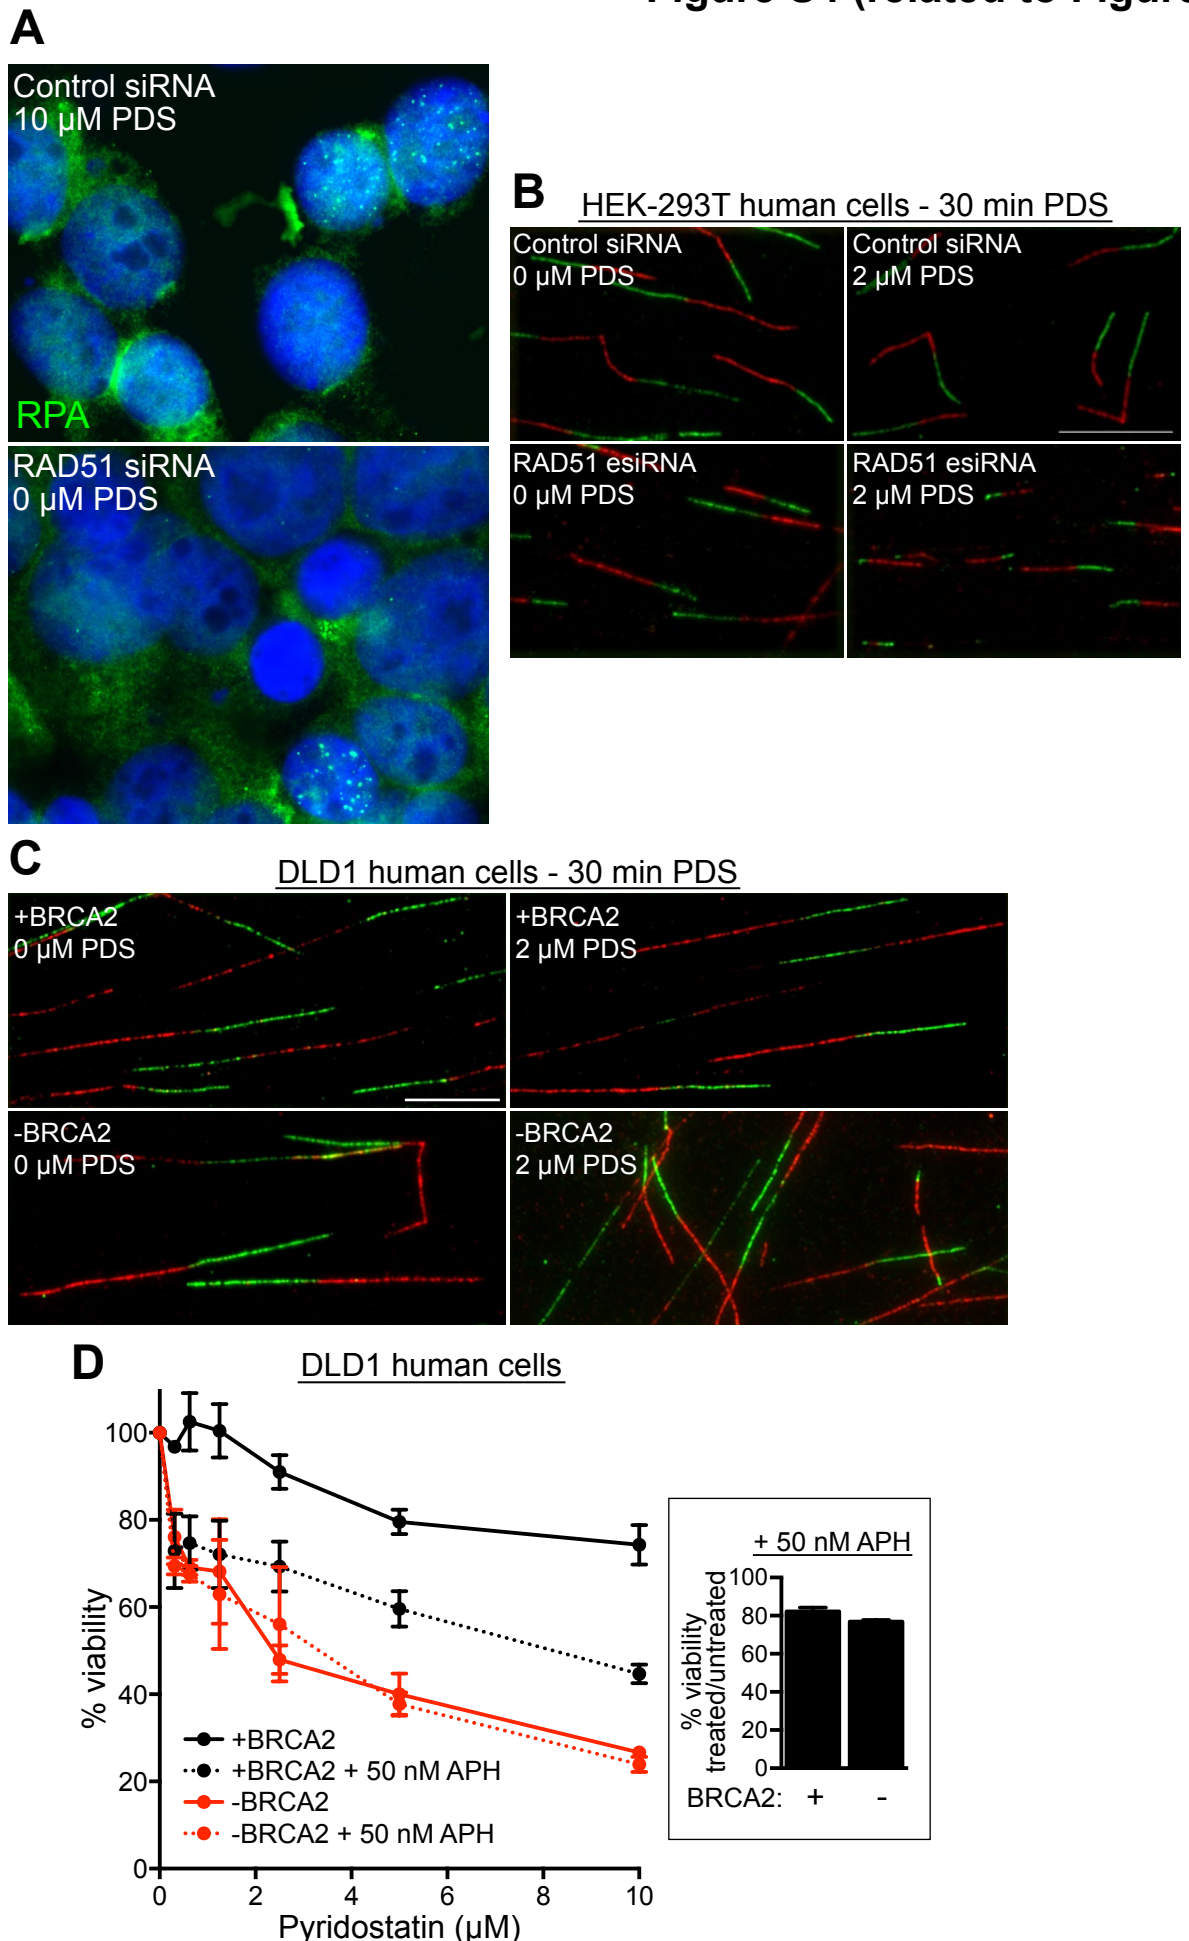 A
Control siRNA
10 µM PDS
RPA
RAD51 siRNA
0 µM PDS
B
HEK-293T human cells - 30 min PDS
Control siRNA
0 µM PDS
Control siRNA
2 µM PDS
RAD51 esiRNA
0 µM PDS
RAD51 esiRNA
2 µM PDS
C
DLD1 human cells - 30 min PDS
+BRCA2
0 µM PDS
+BRCA2
2 µM PDS
-BRCA2
0 µM PDS
-BRCA2
2 µM PDS
D
DLD1 human cells
% viability
100
80
60
40
20
0
0 2 4 6 8 10
Pyridostatin (µM)
+BRCA2
+BRCA2 + 50 nM APH
-BRCA2
-BRCA2 + 50 nM APH
+ 50 nM APH
% viability
treated/untreated
100
80
60
40
20
0
BRCA2: + -